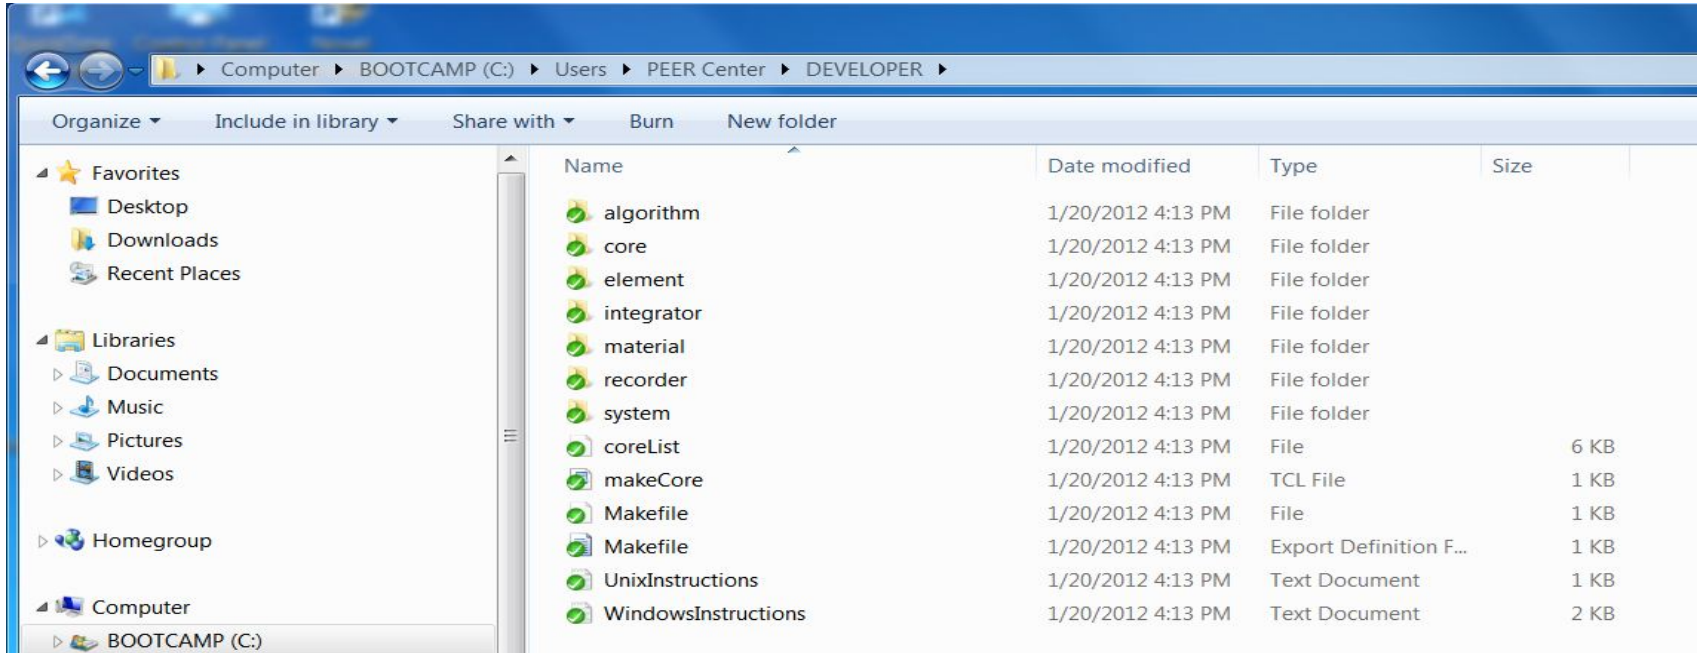 Control Panel
Computer BOOTCAMP (C:) Users PEER Center DEVELOPER
Organize Include in library Share with Burn New folder
Favorites
Desktop
Downloads
Recent Places
Libraries
Documents
Music
Pictures
Videos
Homegroup
Computer
BOOTCAMP (C:)
Name Date modified Type Size
algorithm 1/20/2012 4:13 PM File folder
core 1/20/2012 4:13 PM File folder
element 1/20/2012 4:13 PM File folder
integrator 1/20/2012 4:13 PM File folder
material 1/20/2012 4:13 PM File folder
recorder 1/20/2012 4:13 PM File folder
system 1/20/2012 4:13 PM File folder
coreList 1/20/2012 4:13 PM File 6 KB
makeCore 1/20/2012 4:13 PM TCL File 1 KB
Makefile 1/20/2012 4:13 PM File 1 KB
Makefile 1/20/2012 4:13 PM Export Definition F... 1 KB
UnixInstructions 1/20/2012 4:13 PM Text Document 1 KB
WindowsInstructions 1/20/2012 4:13 PM Text Document 2 KB